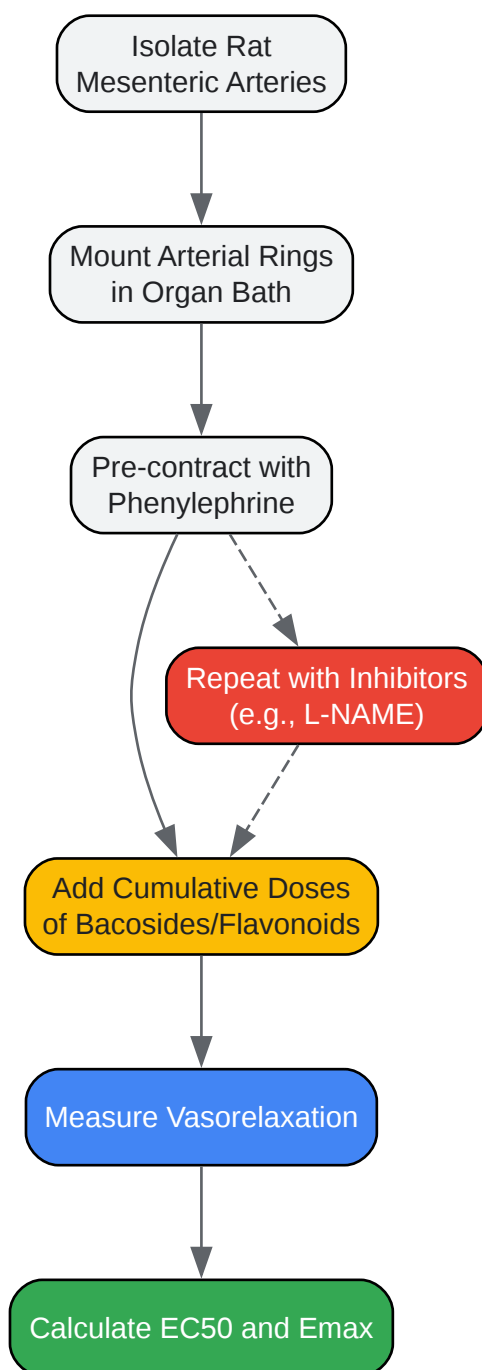 Isolate Rat
Mesenteric Arteries
Mount Arterial Rings
in Organ Bath
Pre-contract with
Phenylephrine
Repeat with Inhibitors
(e.g., L-NAME)
Add Cumulative Doses
of Bacosides/Flavonoids
Measure Vasorelaxation
Calculate EC50 and Emax